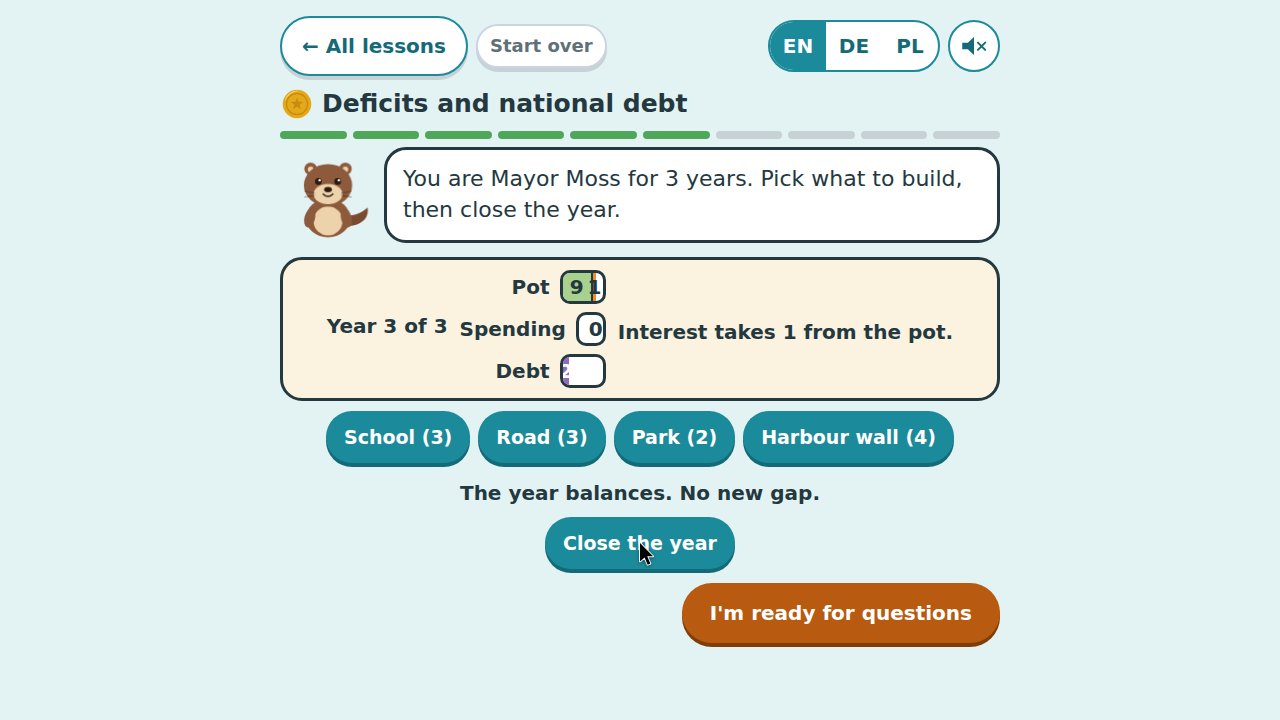 ← All lessons
Start over
EN DE PL
Deficits and national debt
You are Mayor Moss for 3 years. Pick what to build,
then close the year.
Year 3 of 3
Pot 9 1
Spending 0
Debt 2
Interest takes 1 from the pot.
School (3) Road (3) Park (2) Harbour wall (4)
The year balances. No new gap.
Close the year
I'm ready for questions